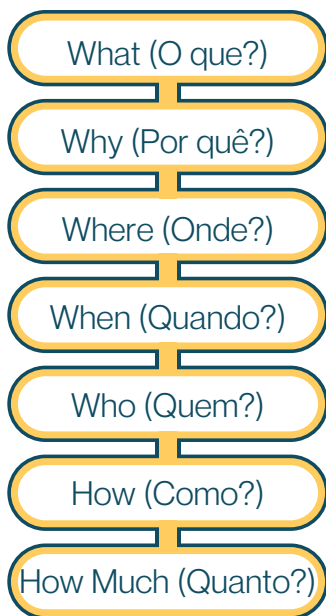 What (O que?)
Why (Por quê?)
Where (Onde?)
When (Quando?)
Who (Quem?)
How (Como?)
How Much (Quanto?)